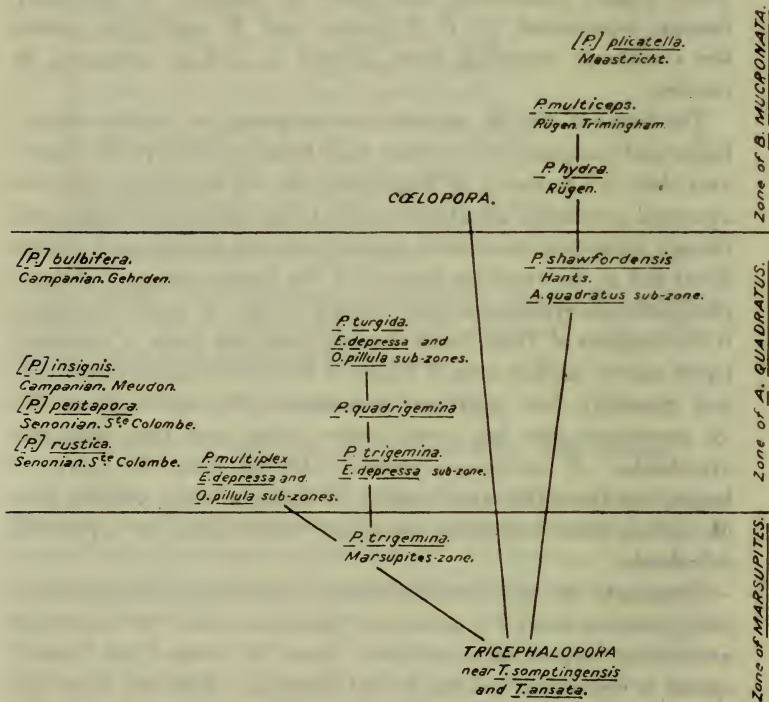 [P.] plicatella.
Maastricht.
P. multiceps.
Rügen. Trimingham.
P. hydra.
Rügen.
CŒLOPORA.
Zone of B. MUCRONATA.
[P.] bulbifera.
Campanian. Gehrden.
P. shawfordensis
Hants.
A. quadratus sub-zone.
P. turgida.
E. depressa and
O. pillula sub-zones.
[P.] insignis.
Campanian. Meudon.
[P.] pentapora.
Senonian. Ste Colombe.
[P.] rustica.
Senonian. Ste Colombe.
P. quadrigemina
P. multiplex
E. depressa and
O. pillula sub-zones.
P. trigemina.
E. depressa sub-zone.
Zone of A. QUADRATUS.
P. trigemina.
Marsupites-zone.
TRICEPHALOPORA
near T. somptingensis
and T. ansata.
Zone of MARSUPITES.